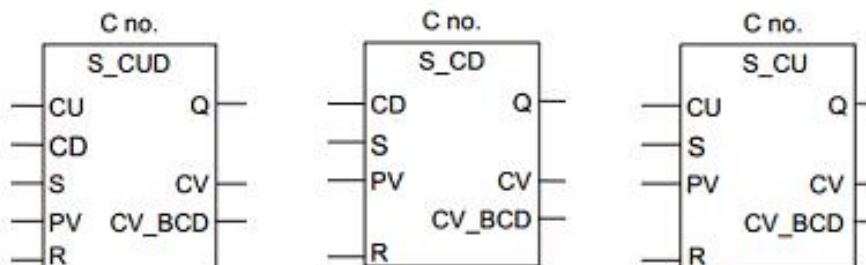 C no.
S_CUD
CU Q
CD
S CV
PV CV_BCD
R
C no.
S_CD
CD Q
S
PV CV
CV_BCD
R
C no.
S_CU
CU Q
S
PV CV
CV_BCD
R